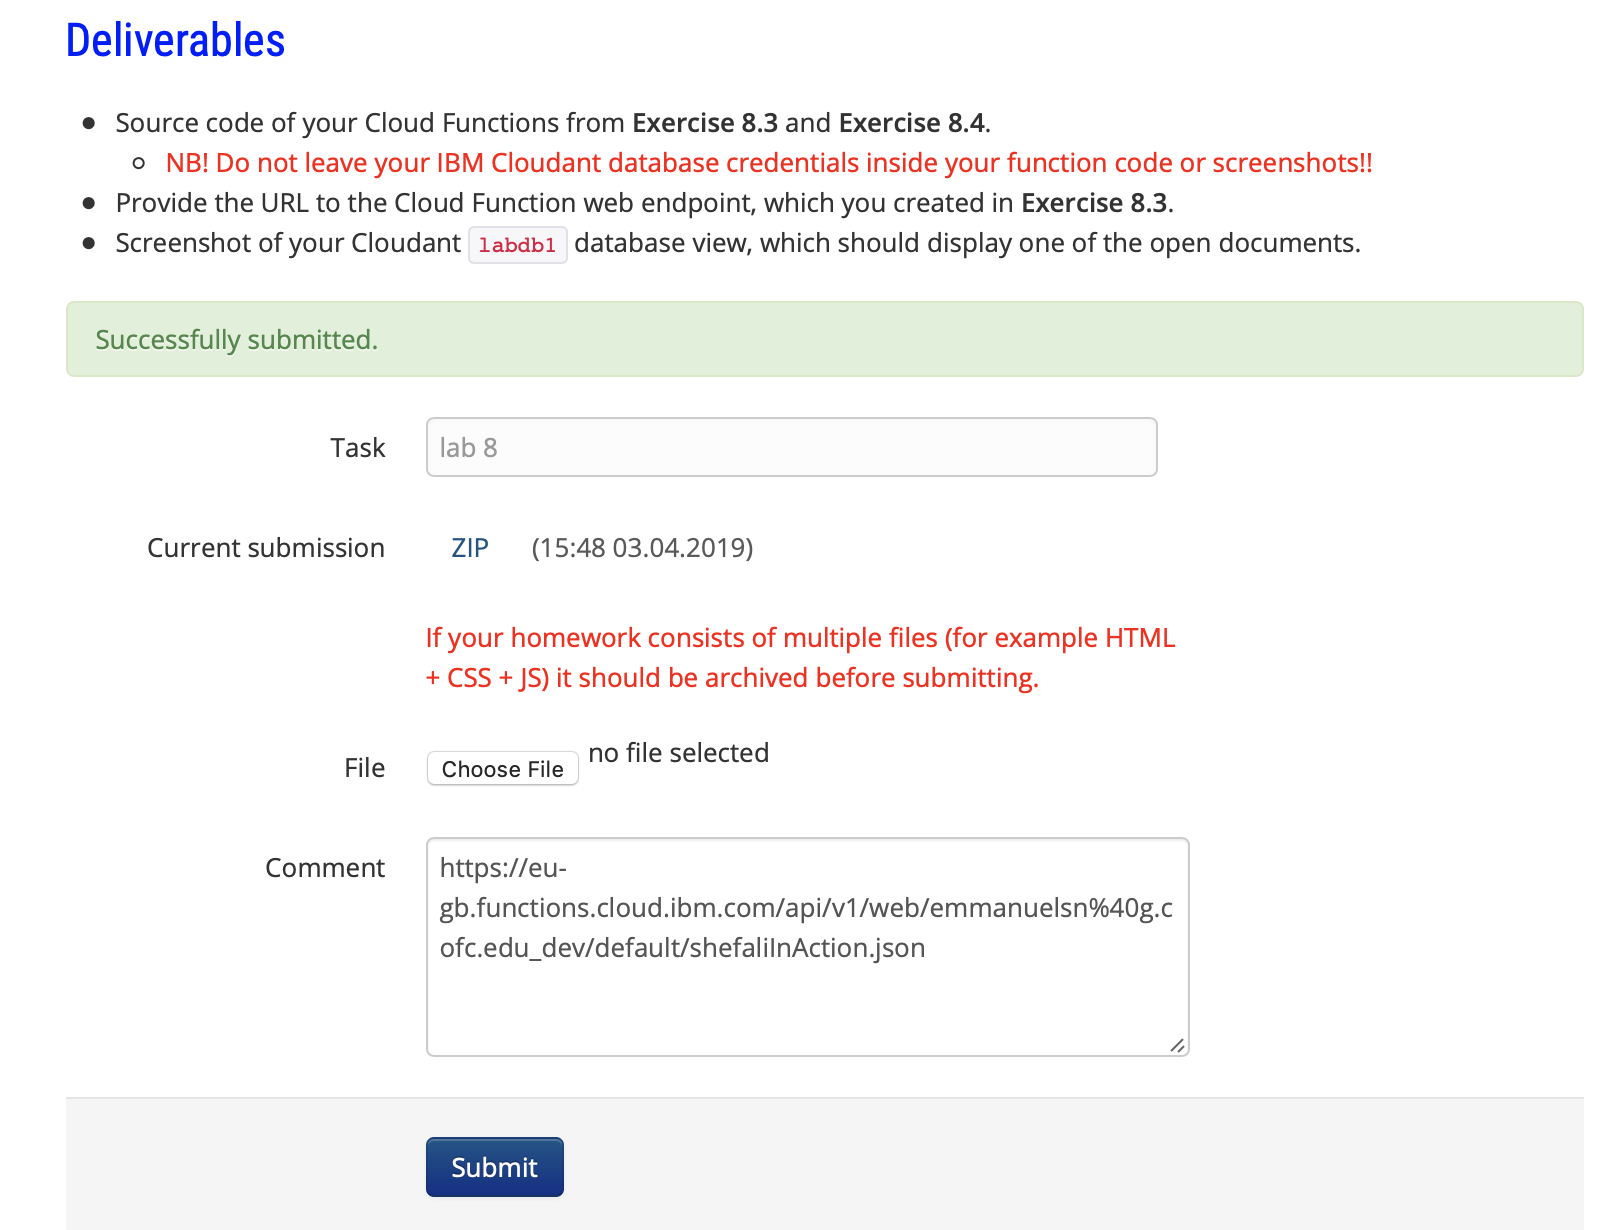 Deliverables
Source code of your Cloud Functions from Exercise 8.3 and Exercise 8.4.
NB! Do not leave your IBM Cloudant database credentials inside your function code or screenshots!!
Provide the URL to the Cloud Function web endpoint, which you created in Exercise 8.3.
Screenshot of your Cloudant labdb1 database view, which should display one of the open documents.
Successfully submitted.
Task lab 8
Current submission ZIP (15:48 03.04.2019)
If your homework consists of multiple files (for example HTML
+ CSS + JS) it should be archived before submitting.
File Choose File no file selected
Comment https://eu-
gb.functions.cloud.ibm.com/api/v1/web/emmanuelsn%40g.c
ofc.edu_dev/default/shefaliInAction.json
Submit